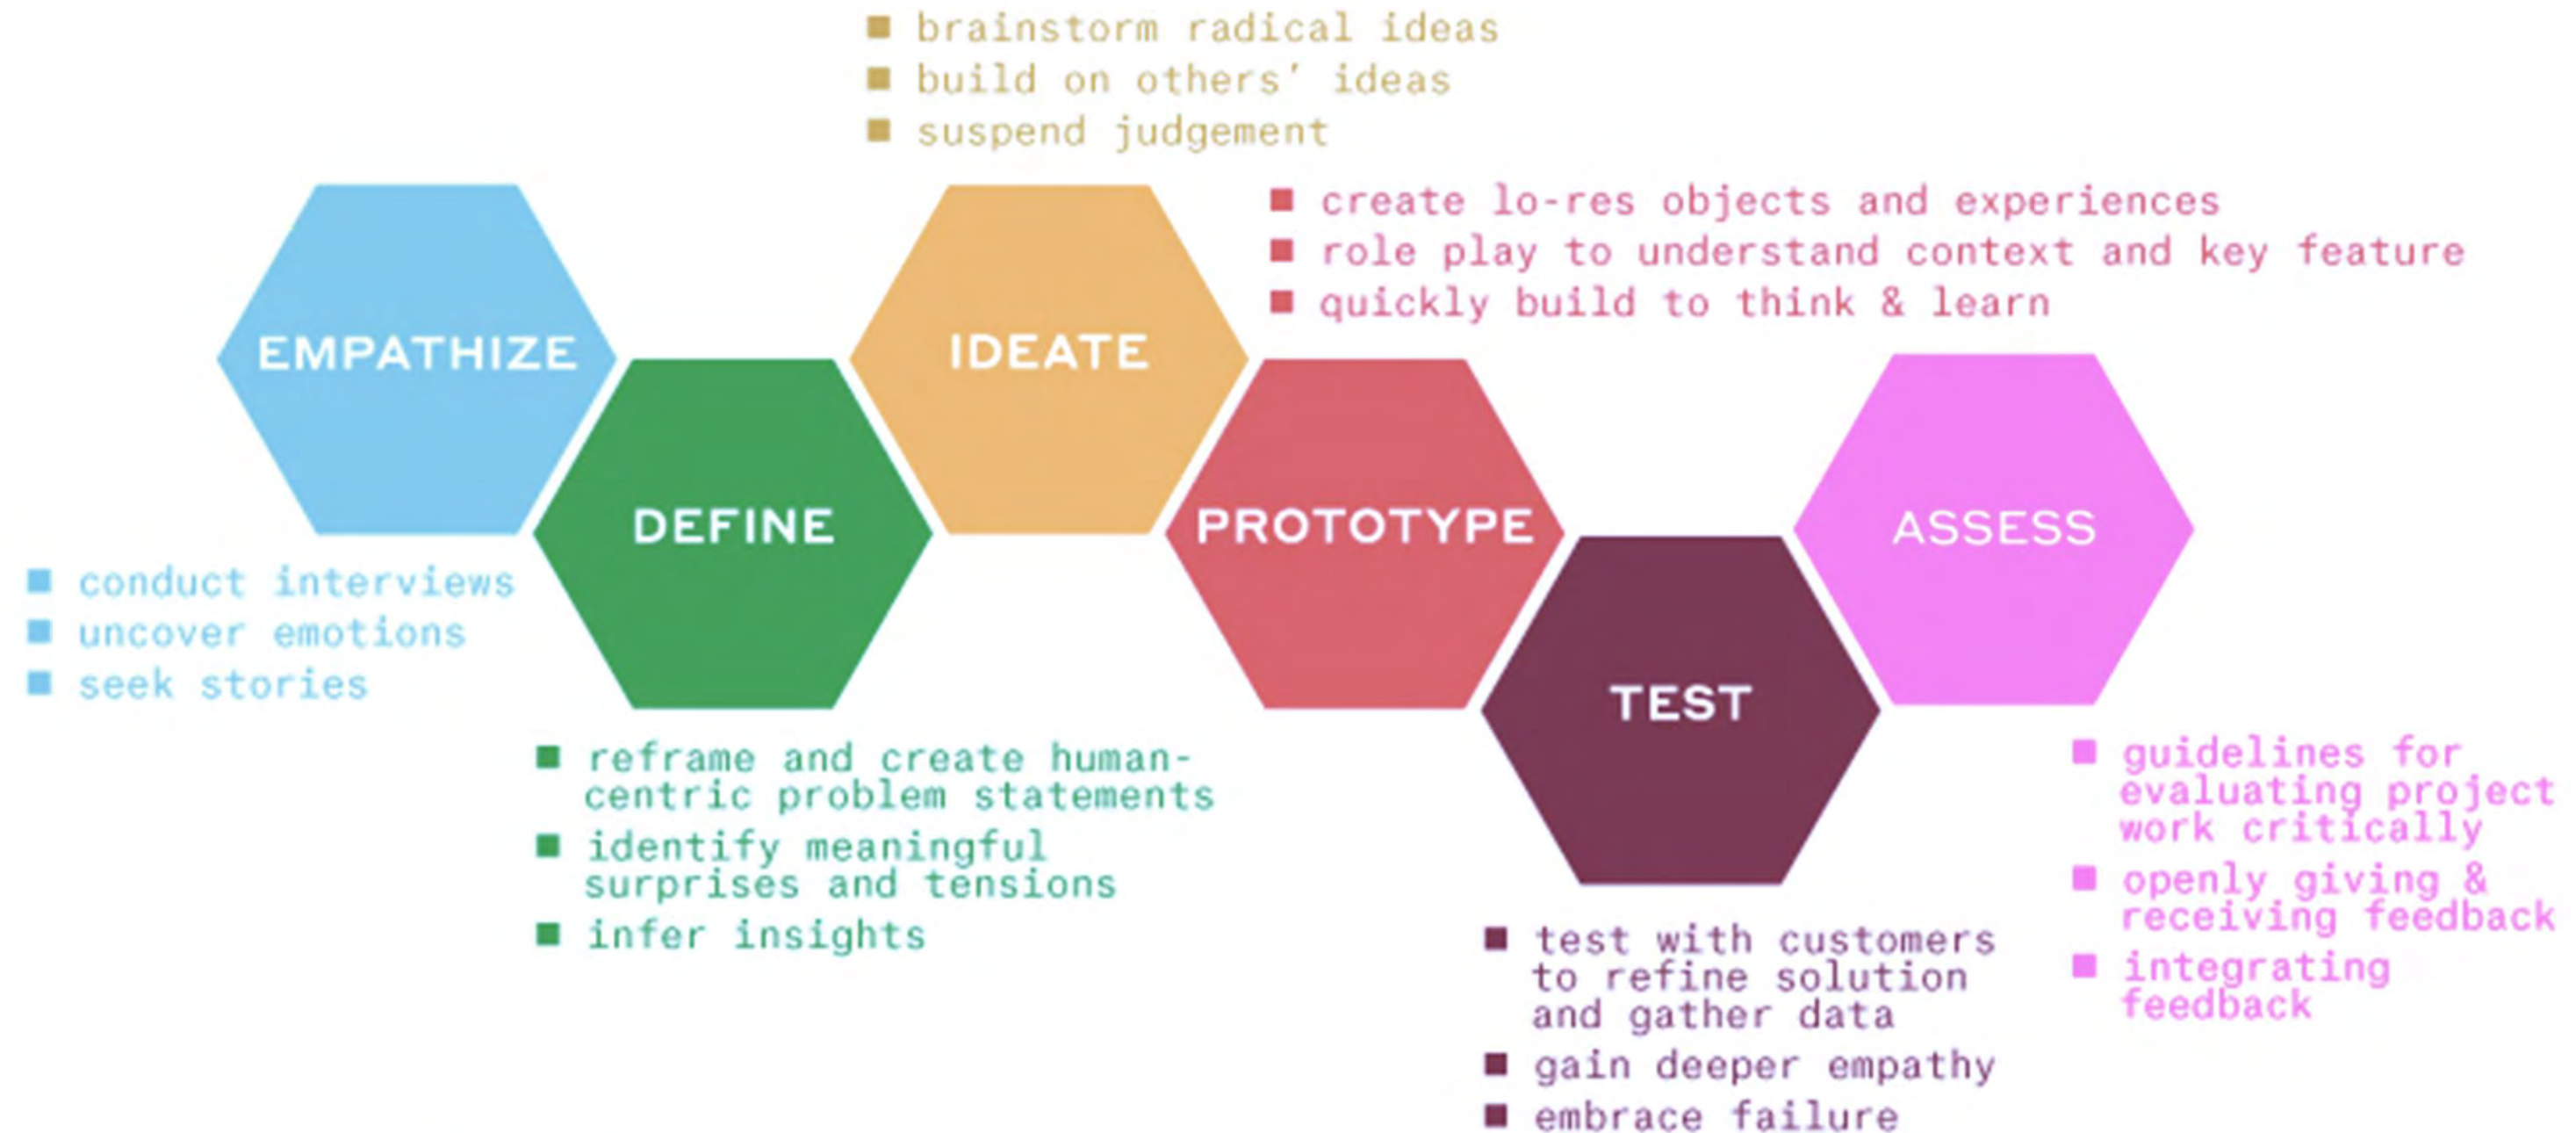 EMPATHIZE
■ conduct interviews
■ uncover emotions
■ seek stories
DEFINE
■ reframe and create human-
centric problem statements
■ identify meaningful
surprises and tensions
■ infer insights
IDEATE
■ brainstorm radical ideas
■ build on others’ ideas
■ suspend judgement
PROTOTYPE
■ create lo-res objects and experiences
■ role play to understand context and key feature
■ quickly build to think & learn
TEST
■ test with customers
to refine solution
and gather data
■ gain deeper empathy
■ embrace failure
ASSESS
■ guidelines for
evaluating project
work critically
■ openly giving &
receiving feedback
■ integrating
feedback